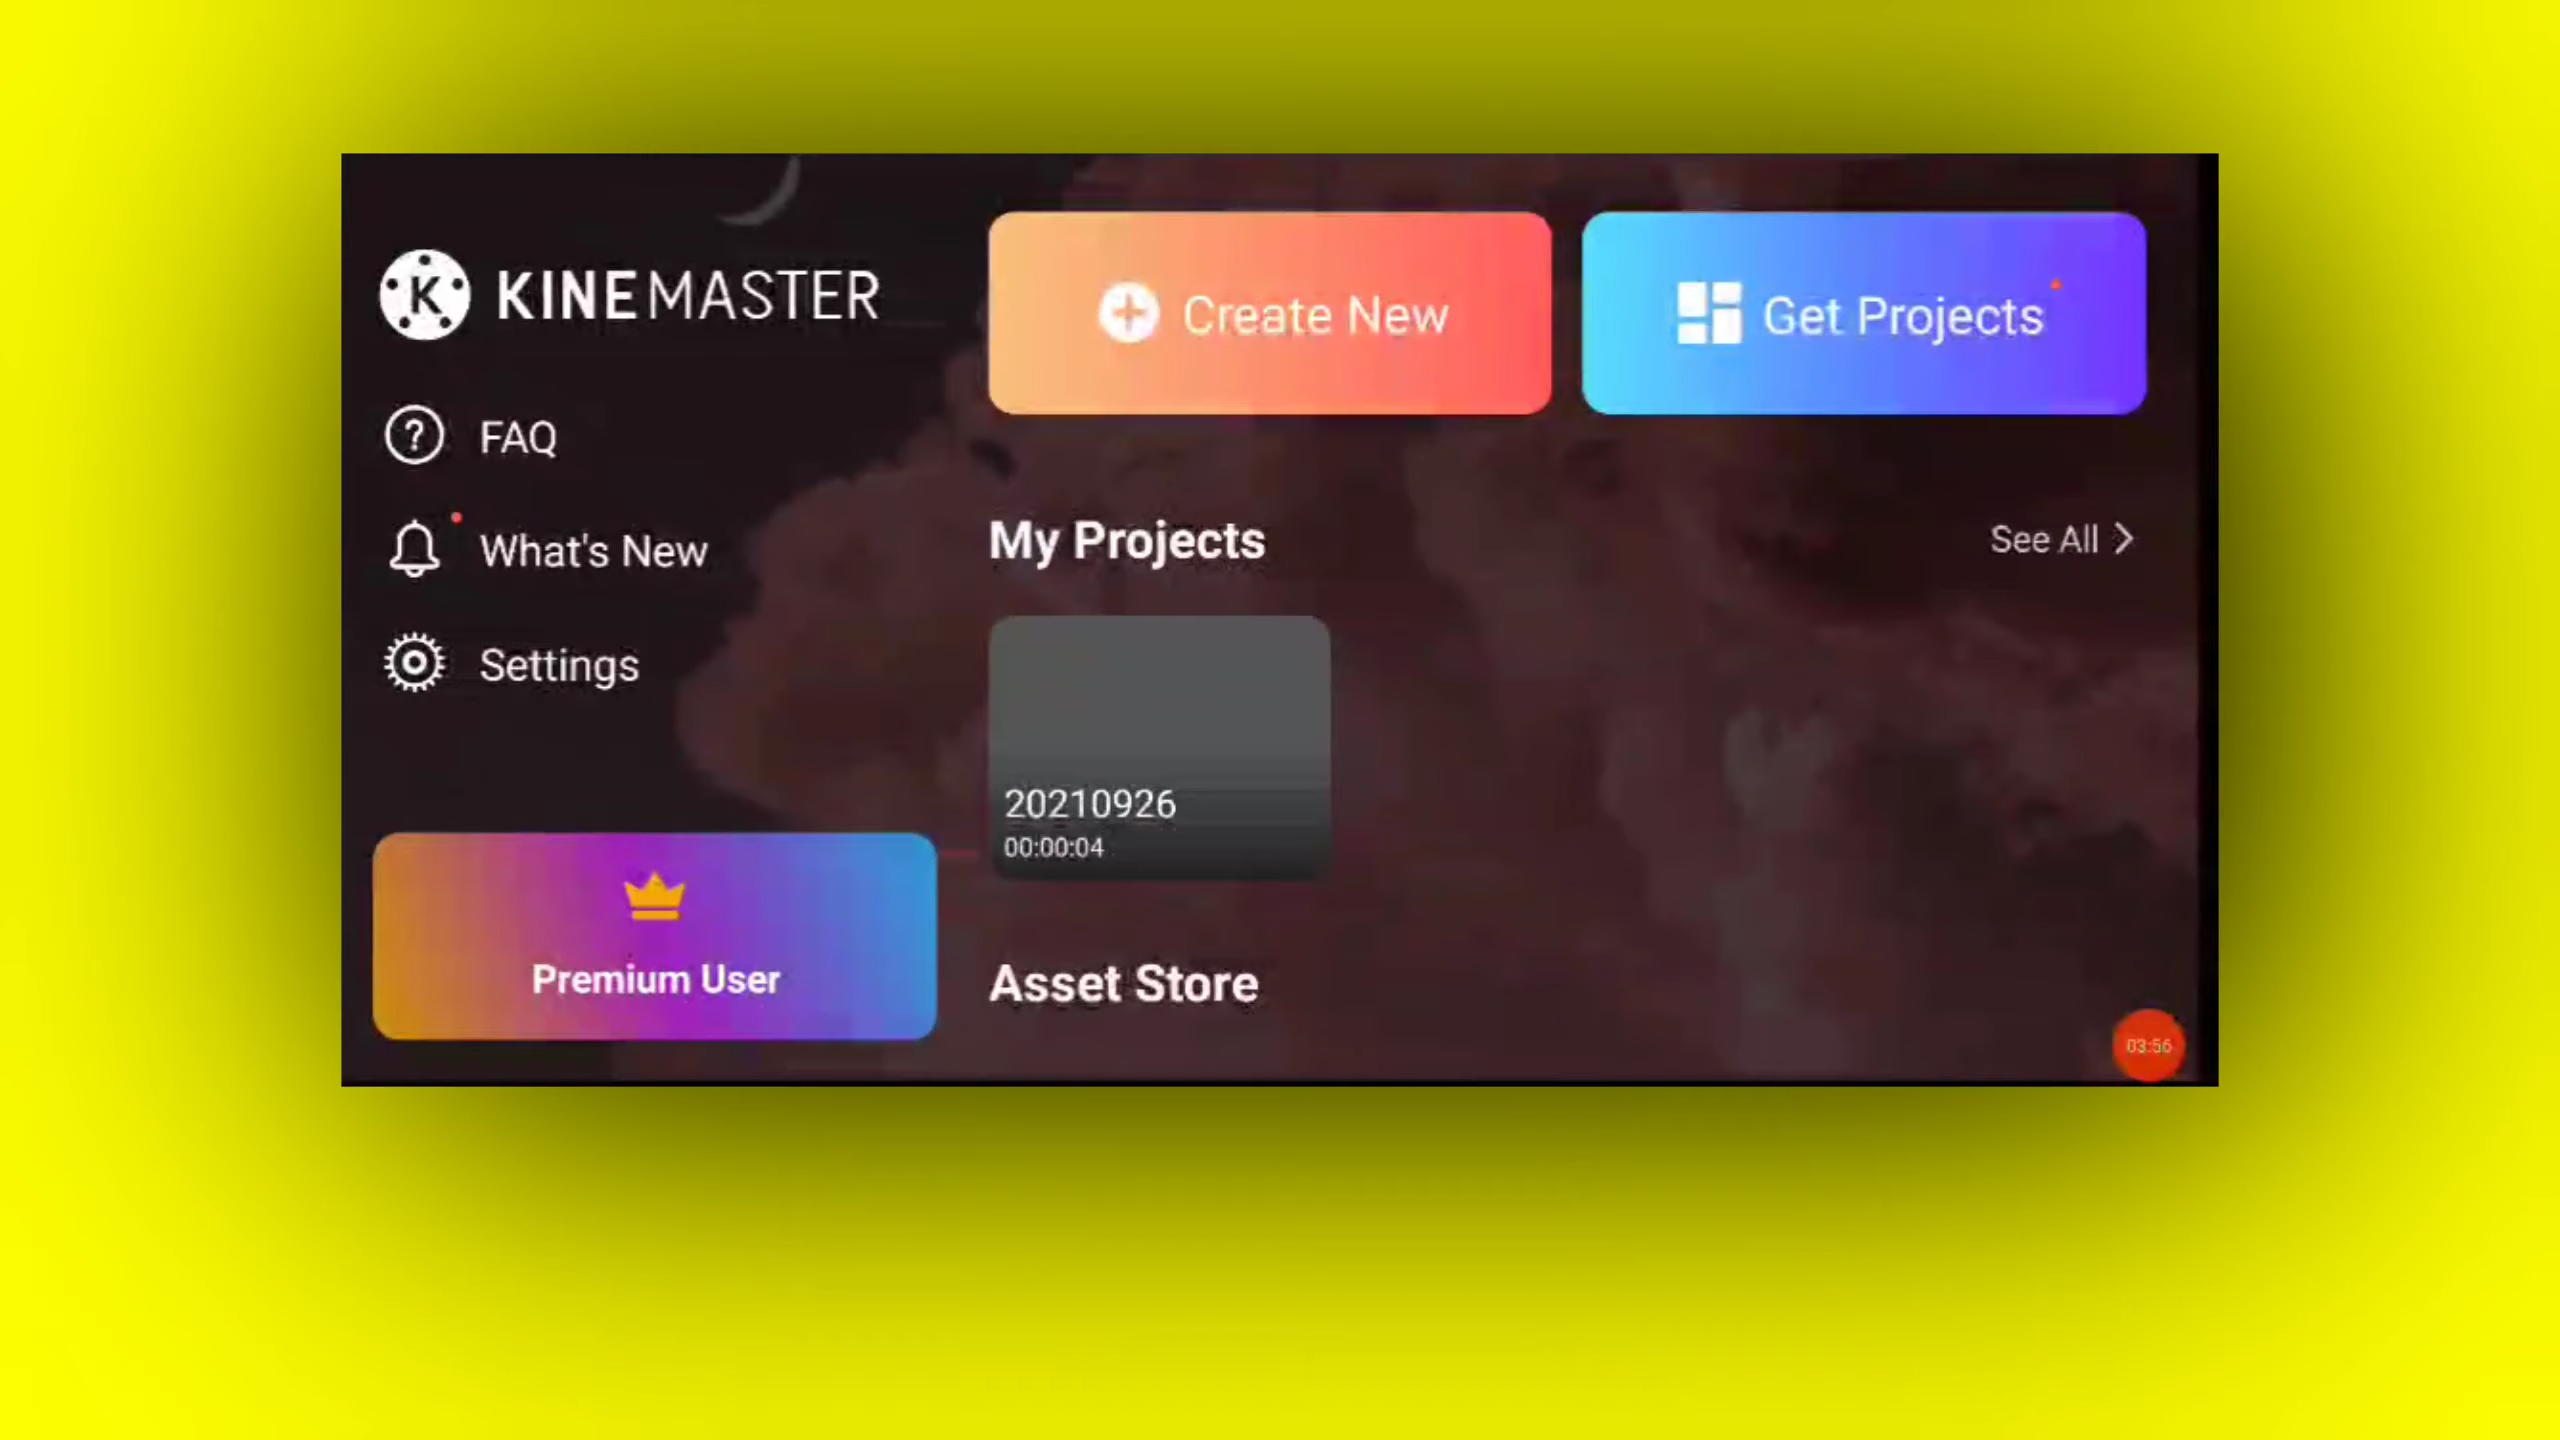 KINEMASTER
FAQ
What's New
Settings
Premium User
Create New
Get Projects
My Projects
See All
20210926
00:00:04
Asset Store
03:56